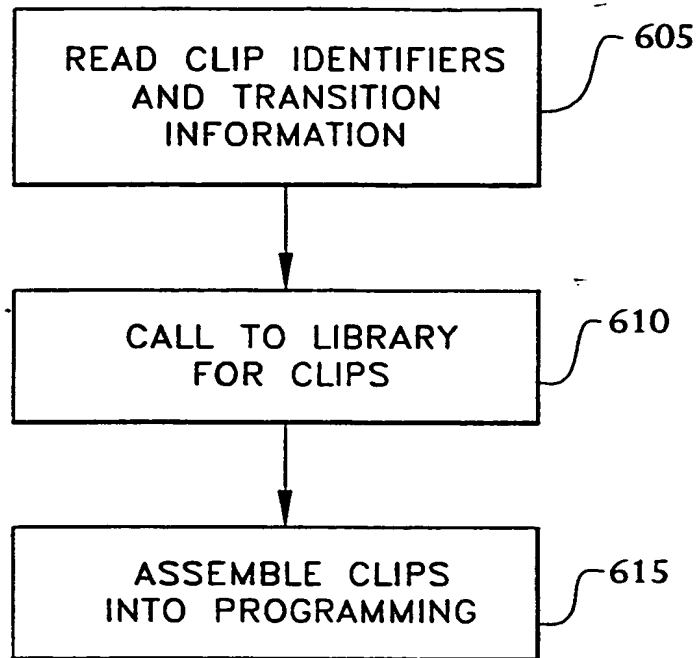 READ CLIP IDENTIFIERS
AND TRANSITION
INFORMATION
605
CALL TO LIBRARY
FOR CLIPS
610
ASSEMBLE CLIPS
INTO PROGRAMMING
615